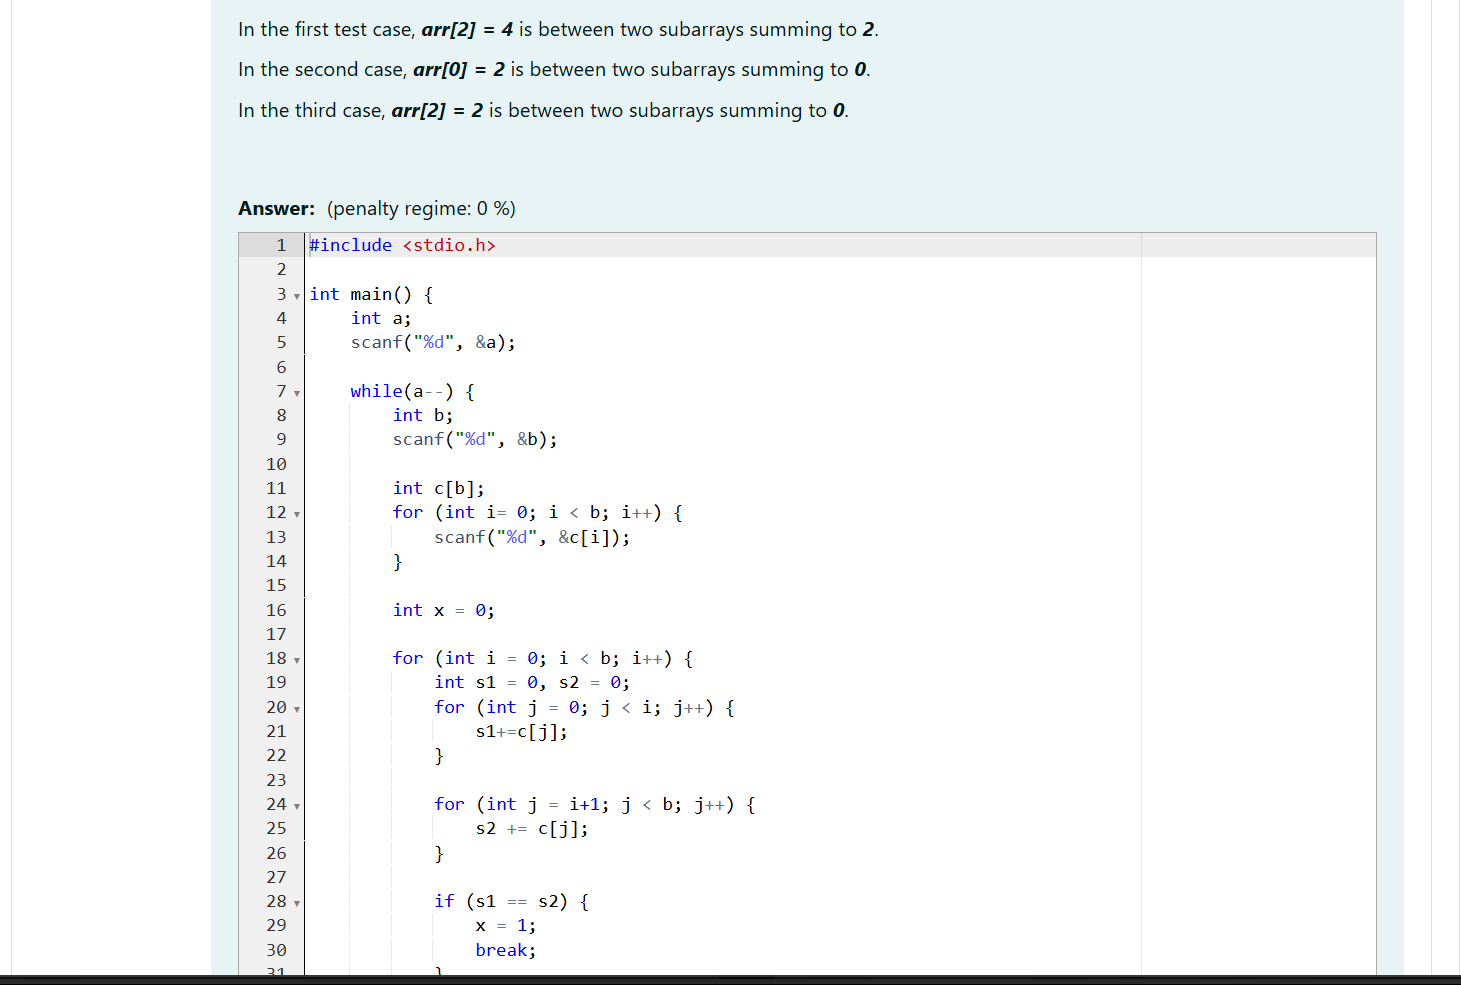 In the first test case, arr[2] = 4 is between two subarrays summing to 2.
In the second case, arr[0] = 2 is between two subarrays summing to 0.
In the third case, arr[2] = 2 is between two subarrays summing to 0.
Answer: (penalty regime: 0 %)
1 #include <stdio.h>
2
3 int main() {
4     int a;
5     scanf("%d", &a);
6
7     while(a--) {
8         int b;
9         scanf("%d", &b);
10
11         int c[b];
12         for (int i= 0; i < b; i++) {
13             scanf("%d", &c[i]);
14         }
15
16         int x = 0;
17
18         for (int i = 0; i < b; i++) {
19             int s1 = 0, s2 = 0;
20             for (int j = 0; j < i; j++) {
21                 s1+=c[j];
22             }
23
24             for (int j = i+1; j < b; j++) {
25                 s2 += c[j];
26             }
27
28             if (s1 == s2) {
29                 x = 1;
30                 break;
31             }